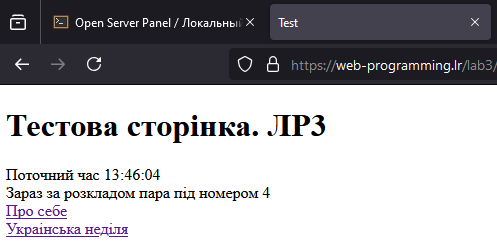 Open Server Panel / Локальный
Test
https://web-programming.lr/lab3/
Тестова сторінка. ЛР3
Поточний час 13:46:04
Зараз за розкладом пара під номером 4
Про себе
Українська неділя